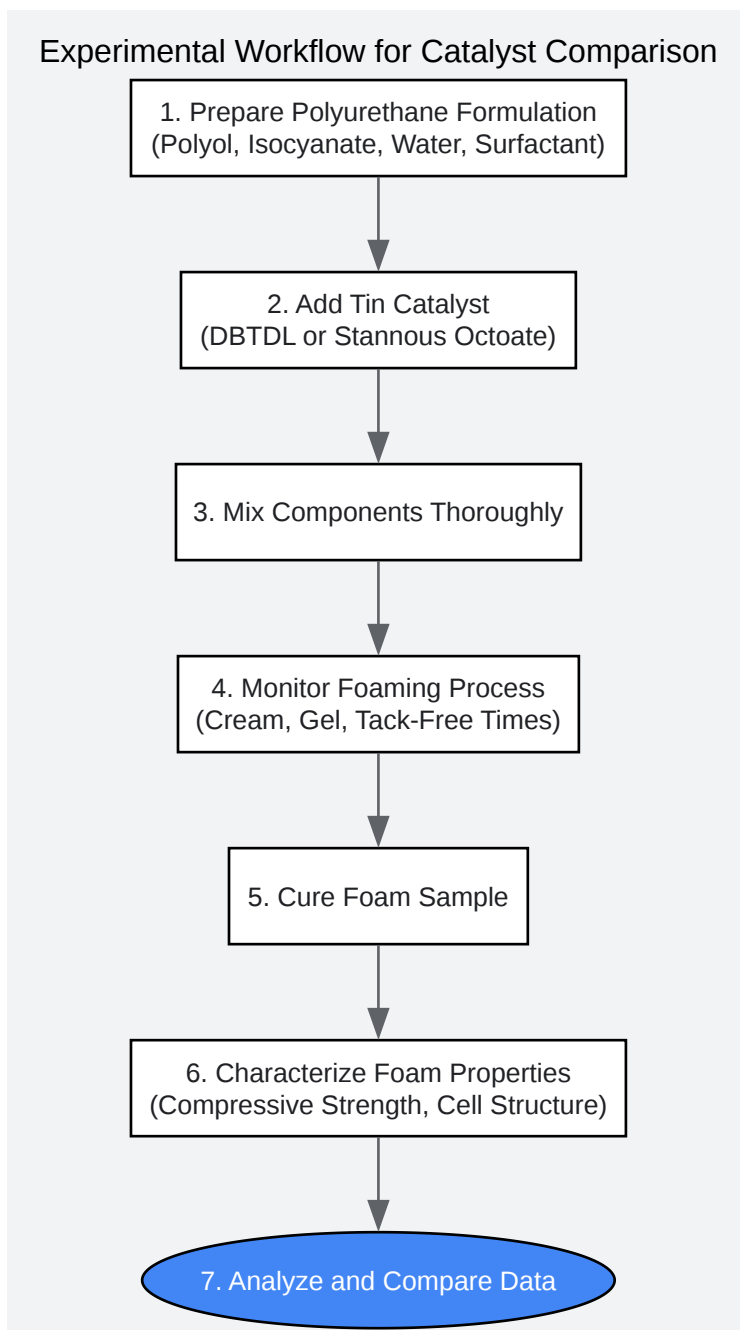 Experimental Workflow for Catalyst Comparison
1. Prepare Polyurethane Formulation
(Polyol, Isocyanate, Water, Surfactant)
2. Add Tin Catalyst
(DBTDL or Stannous Octoate)
3. Mix Components Thoroughly
4. Monitor Foaming Process
(Cream, Gel, Tack-Free Times)
5. Cure Foam Sample
6. Characterize Foam Properties
(Compressive Strength, Cell Structure)
7. Analyze and Compare Data